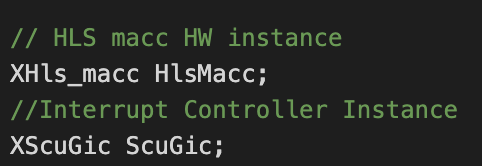 // HLS macc HW instance
XHls_macc HlsMacc;
//Interrupt Controller Instance
XScuGic ScuGic;